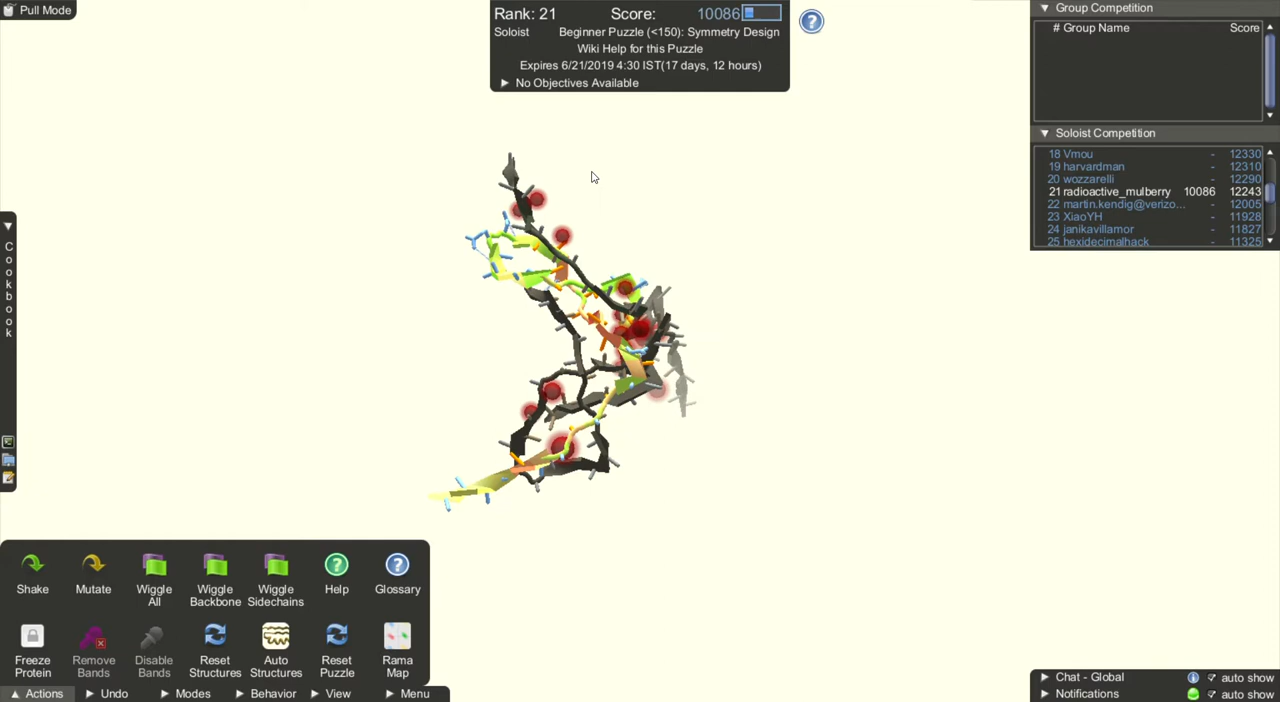 Pull Mode
Rank: 21 Score: 10086
Soloist Beginner Puzzle (<150): Symmetry Design
Wiki Help for this Puzzle
Expires 6/21/2019 4:30 IST(17 days, 12 hours)
No Objectives Available
?
Group Competition
# Group Name Score
Soloist Competition
18 Vmou - 12330
19 harvardman - 12310
20 wozzarelli - 12290
21 radioactive_mulberry 10086 12243
22 martin.kendig@verizo... - 12005
23 XiaoYH - 11928
24 janikavillamor - 11827
25 hexidecimalhack - 11325
Cookbook
Shake
Mutate
Wiggle All
Wiggle Backbone
Wiggle Sidechains
Help
Glossary
Freeze Protein
Remove Bands
Disable Bands
Reset Structures
Auto Structures
Reset Puzzle
Rama Map
Actions Undo Modes Behavior View Menu
Chat - Global auto show
Notifications auto show